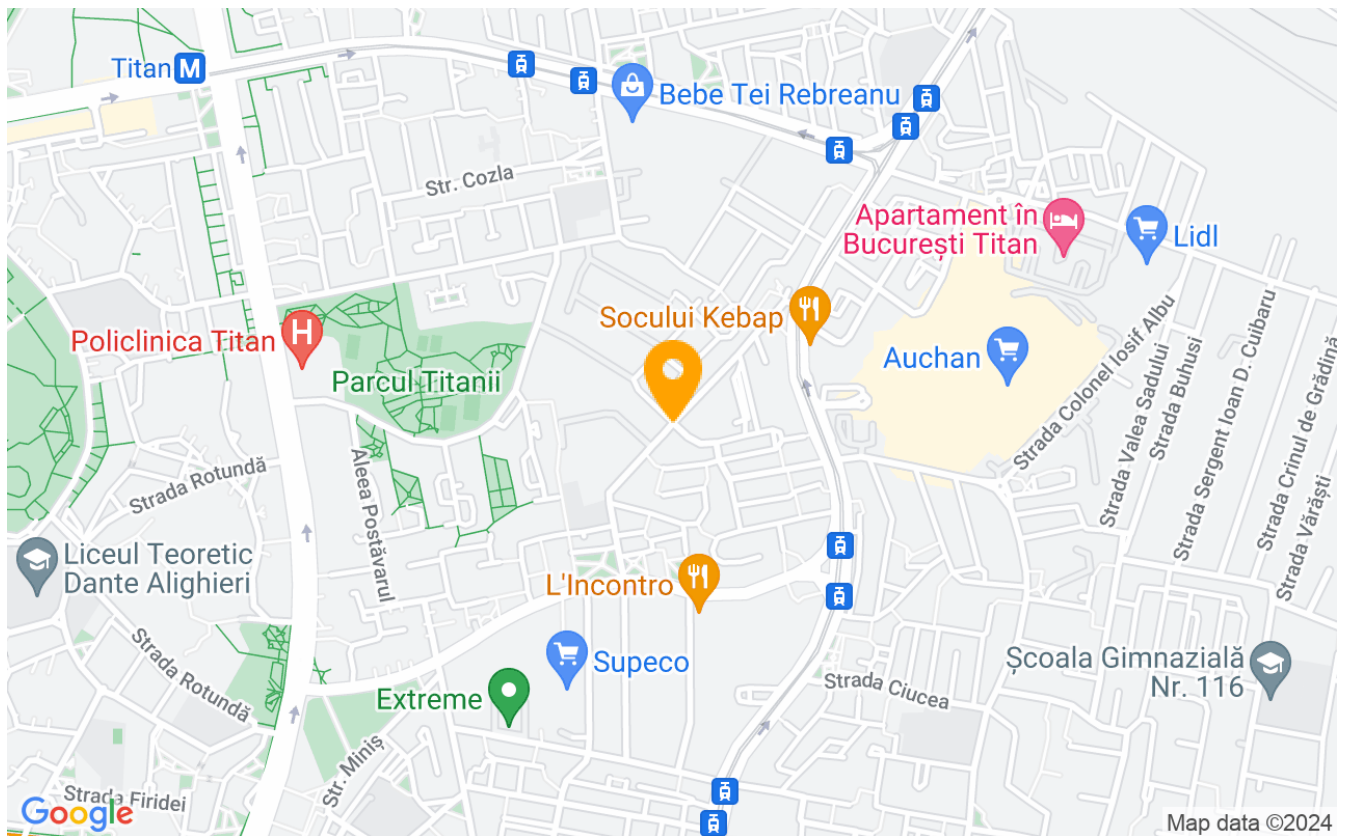 Titan M
Bebe Tei Rebreanu
Str. Cozla
Apartament în
București Titan
Lidl
Socului Kebap
Policlinica Titan
H
Parcul Titanii
Auchan
Strada Colonel Iosif Albu
Strada Valea Sadului
Strada Buhusi
Strada Sergent Ioan D. Cuibaru
Strada Crinul de Grădină
Strada Vărăști
Strada Rotundă
Aleea Postăvarul
Liceul Teoretic
Dante Alighieri
L'Incontro
Supeco
Extreme
Strada Rotundă
Str. Miniș
Strada Ciucea
Școala Gimnazială
Nr. 116
Strada Firidei
Google
Map data ©2024